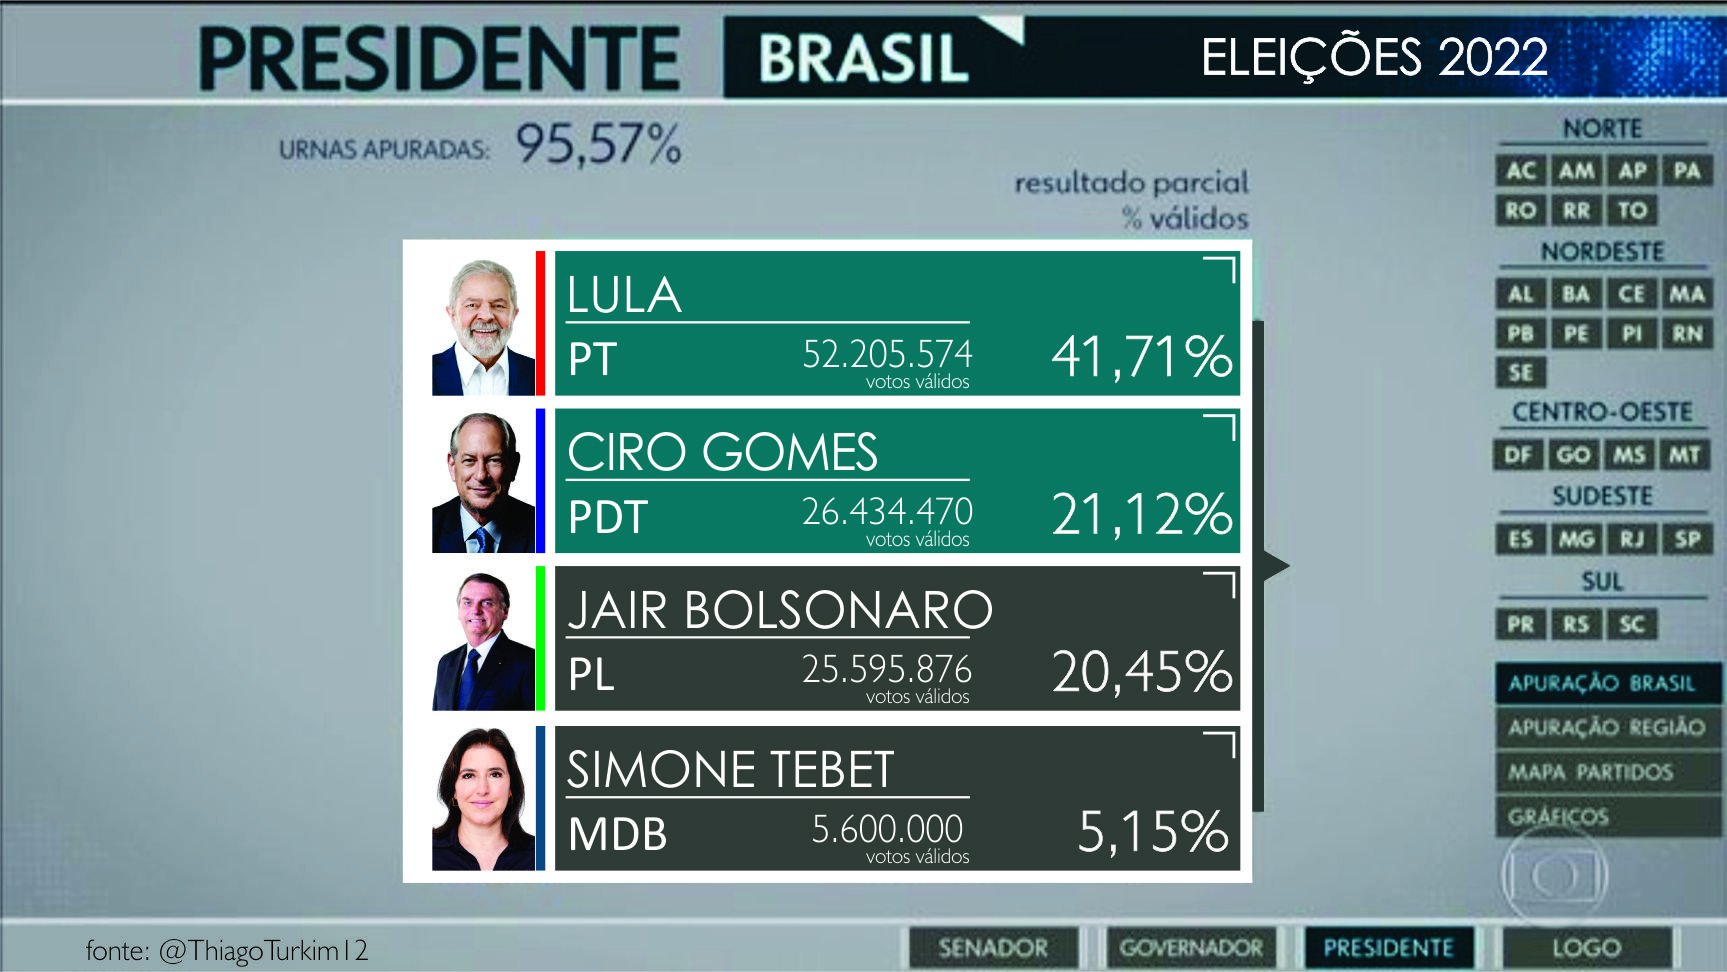 PRESIDENTE BRASIL ELEIÇÕES 2022
URNAS APURADAS: 95,57%
resultado parcial
% válidos
LULA
PT 52.205.574 41,71%
votos válidos
CIRO GOMES
PDT 26.434.470 21,12%
votos válidos
JAIR BOLSONARO
PL 25.595.876 20,45%
votos válidos
SIMONE TEBET
MDB 5.600.000 5,15%
votos válidos
NORTE
AC AM AP PA
RO RR TO
NORDESTE
AL BA CE MA
PB PE PI RN
SE
CENTRO-OESTE
DF GO MS MT
SUDESTE
ES MG RJ SP
SUL
PR RS SC
APURAÇÃO BRASIL
APURAÇÃO REGIÃO
MAPA PARTIDOS
GRÁFICOS
fonte: @ThiagoTurkim12
SENADOR GOVERNADOR PRESIDENTE LOGO